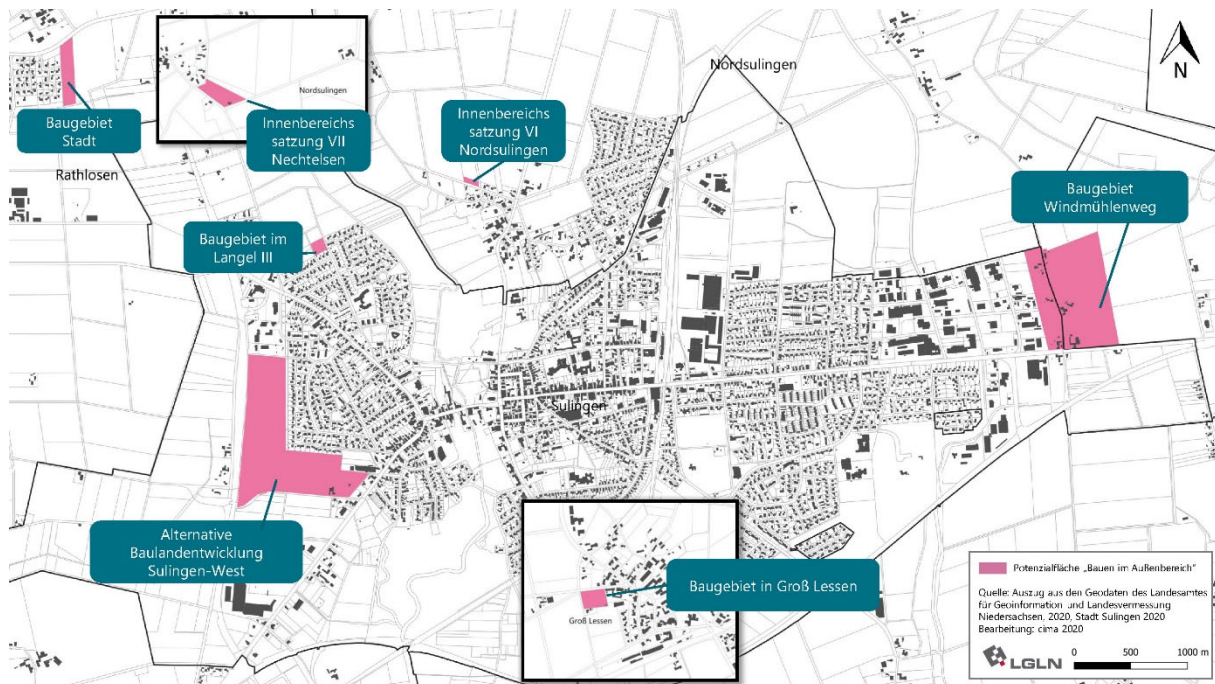 Nordsulingen
N
Baugebiet
Stadt
Rathlosen
Nordsulingen
Innenbereichs
satzung VII
Nechtelsen
Innenbereichs
satzung VI
Nordsulingen
Baugebiet
Windmühlenweg
Baugebiet im
Langel III
Sulingen
Alternative
Baulandentwicklung
Sulingen-West
Baugebiet in Groß Lessen
Groß Lessen
Potenzialfläche „Bauen im Außenbereich"
Quelle: Auszug aus den Geodaten des Landesamtes
für Geoinformation und Landesvermessung
Niedersachsen, 2020, Stadt Sulingen 2020
Bearbeitung: cima 2020
LGLN
0 500 1000 m